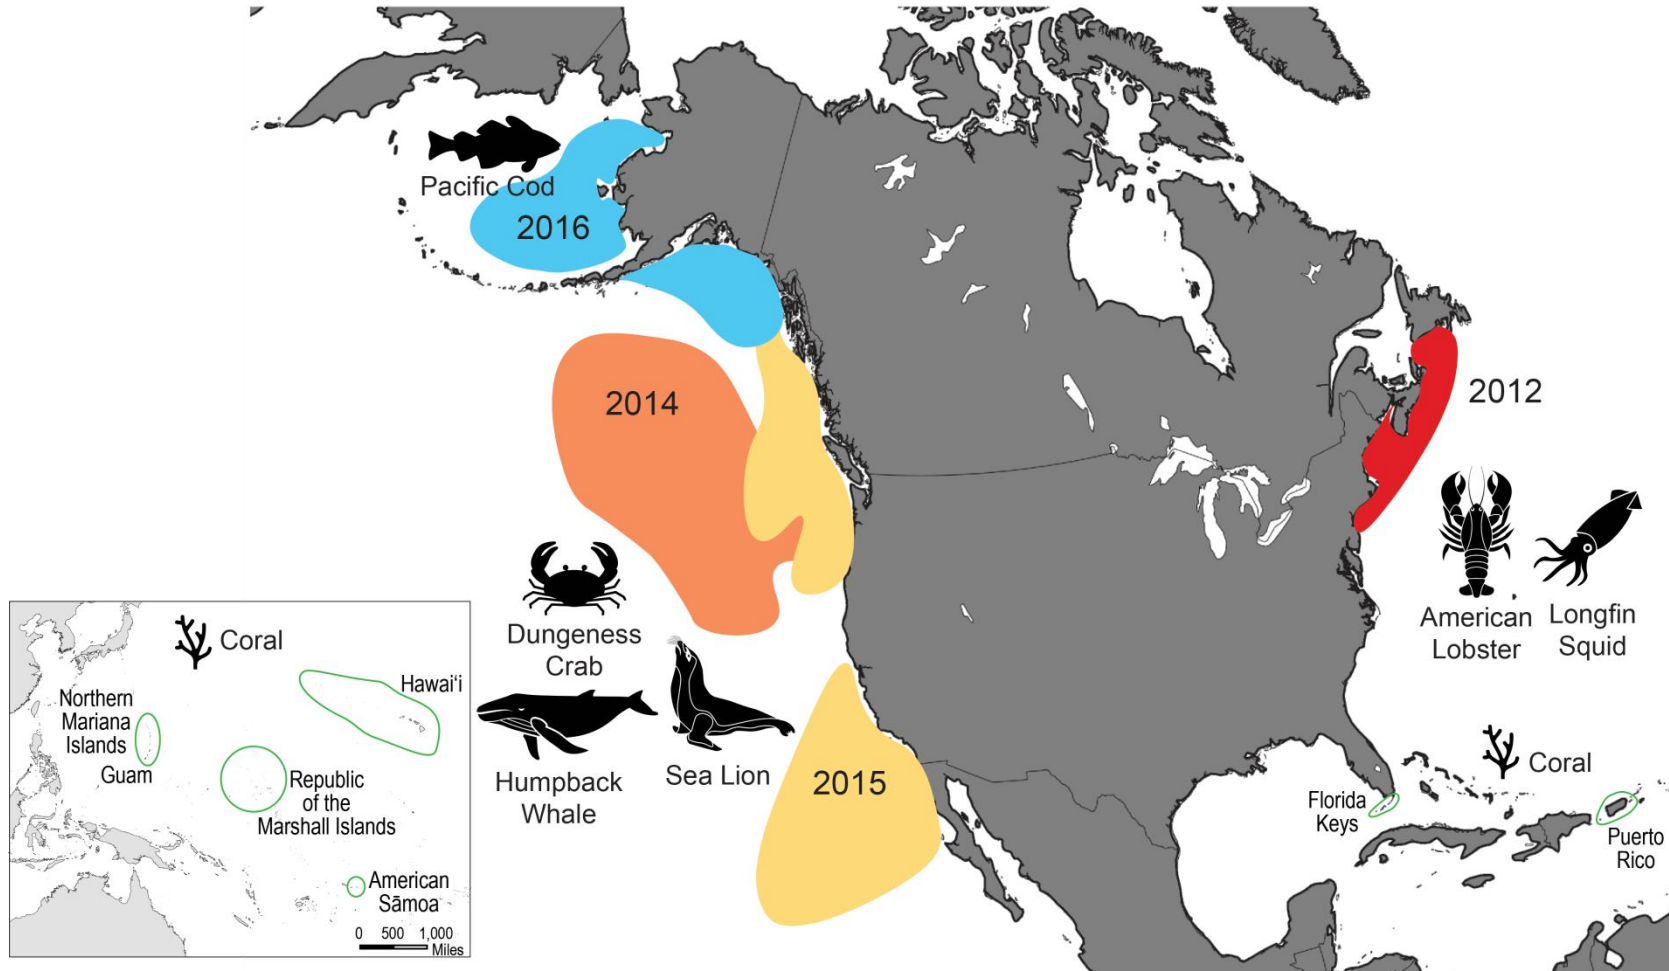 Pacific Cod
2016
2014
2012
Dungeness
Crab
American
Lobster
Longfin
Squid
Humpback
Whale
Sea Lion
2015
Coral
Florida
Keys
Puerto
Rico
Coral
Hawaiʻi
Northern
Mariana
Islands
Guam
Republic
of the
Marshall Islands
American
Sāmoa
0 500 1,000
Miles